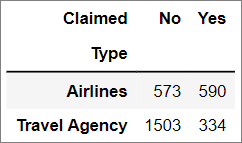 Claimed No Yes
Type
Airlines 573 590
Travel Agency 1503 334